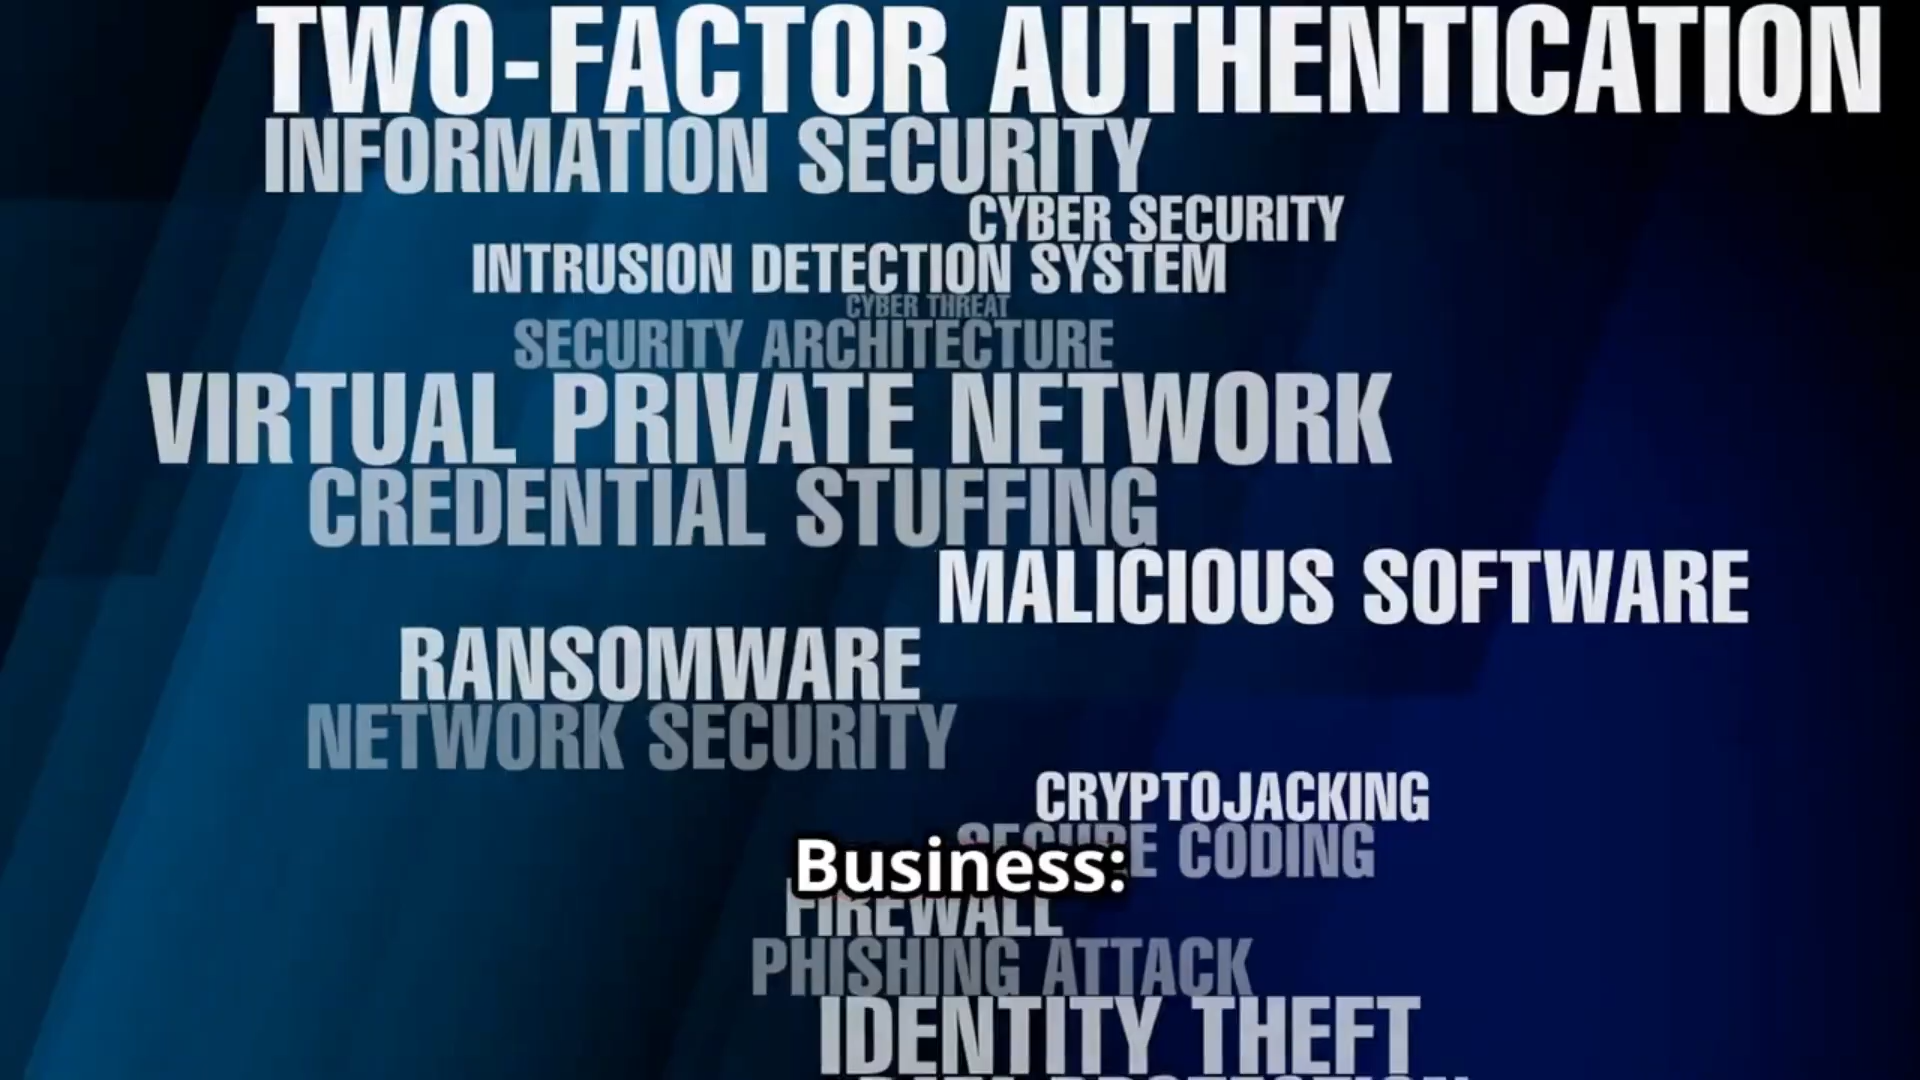 TWO-FACTOR AUTHENTICATION
INFORMATION SECURITY
CYBER SECURITY
INTRUSION DETECTION SYSTEM
CYBER THREAT
SECURITY ARCHITECTURE
VIRTUAL PRIVATE NETWORK
CREDENTIAL STUFFING
MALICIOUS SOFTWARE
RANSOMWARE
NETWORK SECURITY
CRYPTOJACKING
SECURE CODING
Business:
FIREWALL
PHISHING ATTACK
IDENTITY THEFT